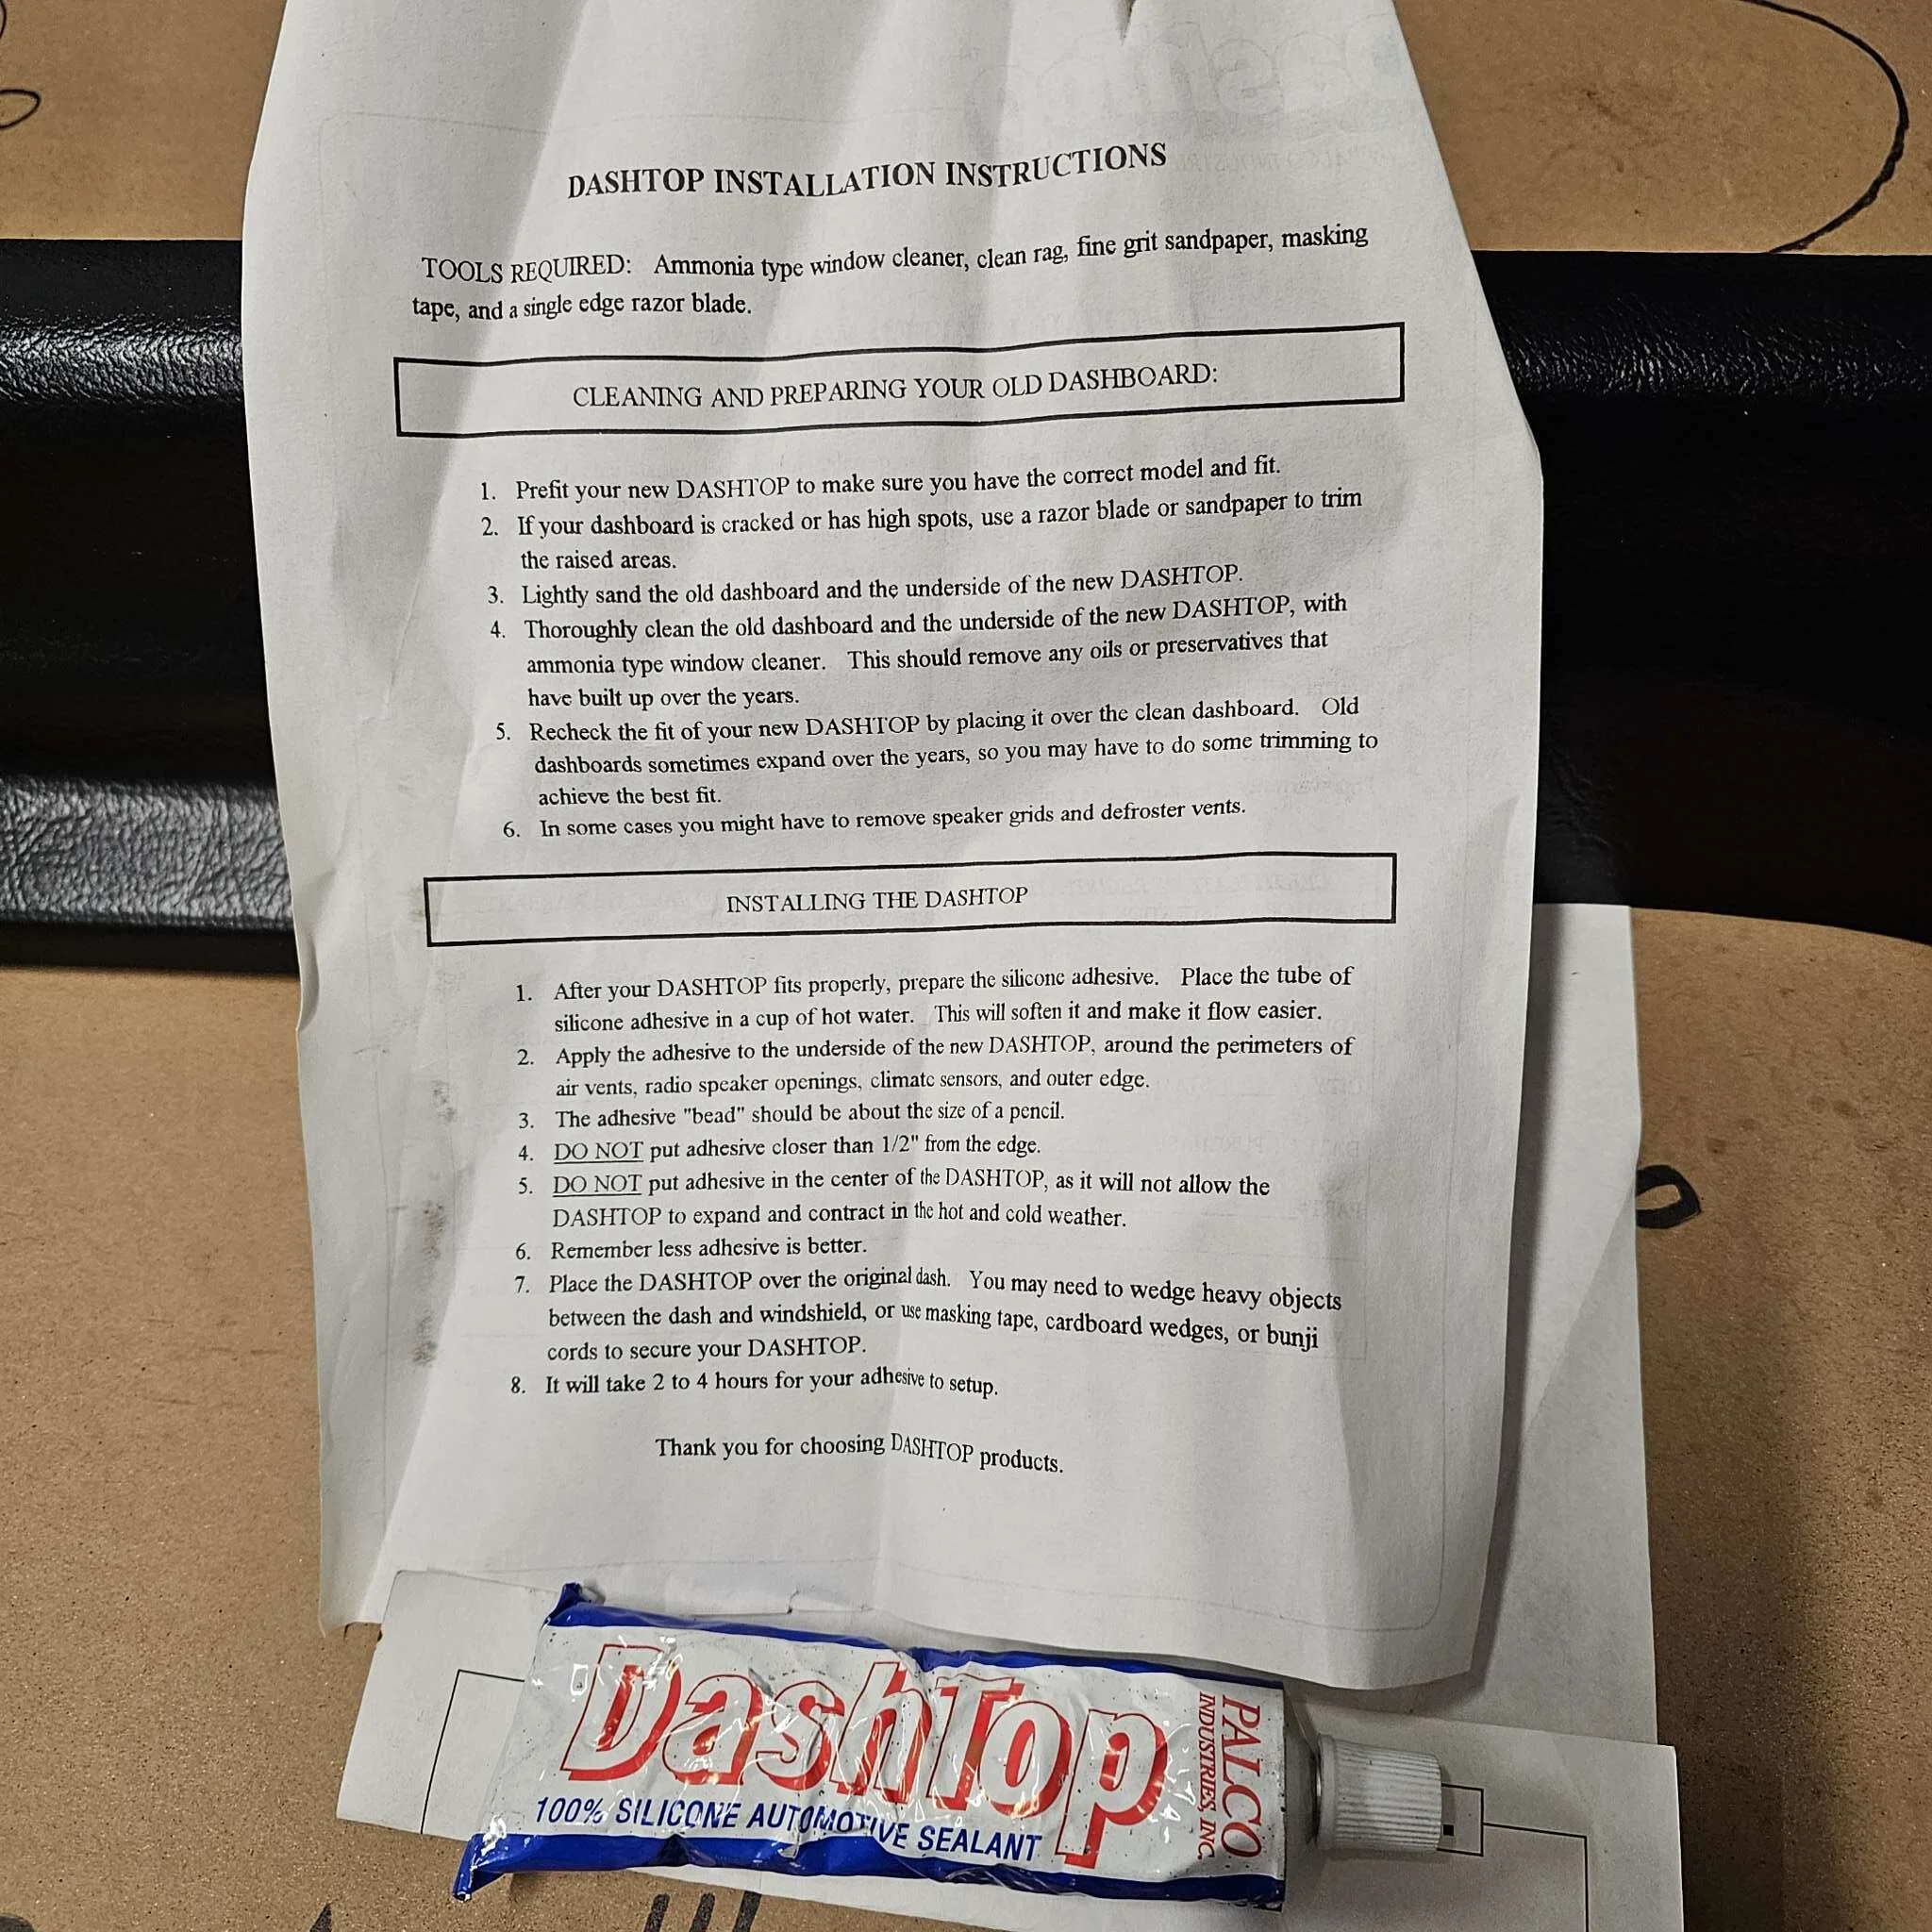 DASHTOP INSTALLATION INSTRUCTIONS
TOOLS REQUIRED: Ammonia type window cleaner, clean rag, fine grit sandpaper, masking
tape, and a single edge razor blade.
CLEANING AND PREPARING YOUR OLD DASHBOARD:
1. Prefit your new DASHTOP to make sure you have the correct model and fit.
2. If your dashboard is cracked or has high spots, use a razor blade or sandpaper to trim
the raised areas.
3. Lightly sand the old dashboard and the underside of the new DASHTOP.
4. Thoroughly clean the old dashboard and the underside of the new DASHTOP, with
ammonia type window cleaner. This should remove any oils or preservatives that
have built up over the years.
5. Recheck the fit of your new DASHTOP by placing it over the clean dashboard. Old
dashboards sometimes expand over the years, so you may have to do some trimming to
achieve the best fit.
6. In some cases you might have to remove speaker grids and defroster vents.
INSTALLING THE DASHTOP
1. After your DASHTOP fits properly, prepare the silicone adhesive. Place the tube of
silicone adhesive in a cup of hot water. This will soften it and make it flow easier.
2. Apply the adhesive to the underside of the new DASHTOP, around the perimeters of
air vents, radio speaker openings, climate sensors, and outer edge.
3. The adhesive "bead" should be about the size of a pencil.
4. DO NOT put adhesive closer than 1/2" from the edge.
5. DO NOT put adhesive in the center of the DASHTOP, as it will not allow the
DASHTOP to expand and contract in the hot and cold weather.
6. Remember less adhesive is better.
7. Place the DASHTOP over the original dash. You may need to wedge heavy objects
between the dash and windshield, or use masking tape, cardboard wedges, or bunji
cords to secure your DASHTOP.
8. It will take 2 to 4 hours for your adhesive to setup.
Thank you for choosing DASHTOP products.
DashTop
100% SILICONE AUTOMOTIVE SEALANT
PALCO
INDUSTRIES, INC.